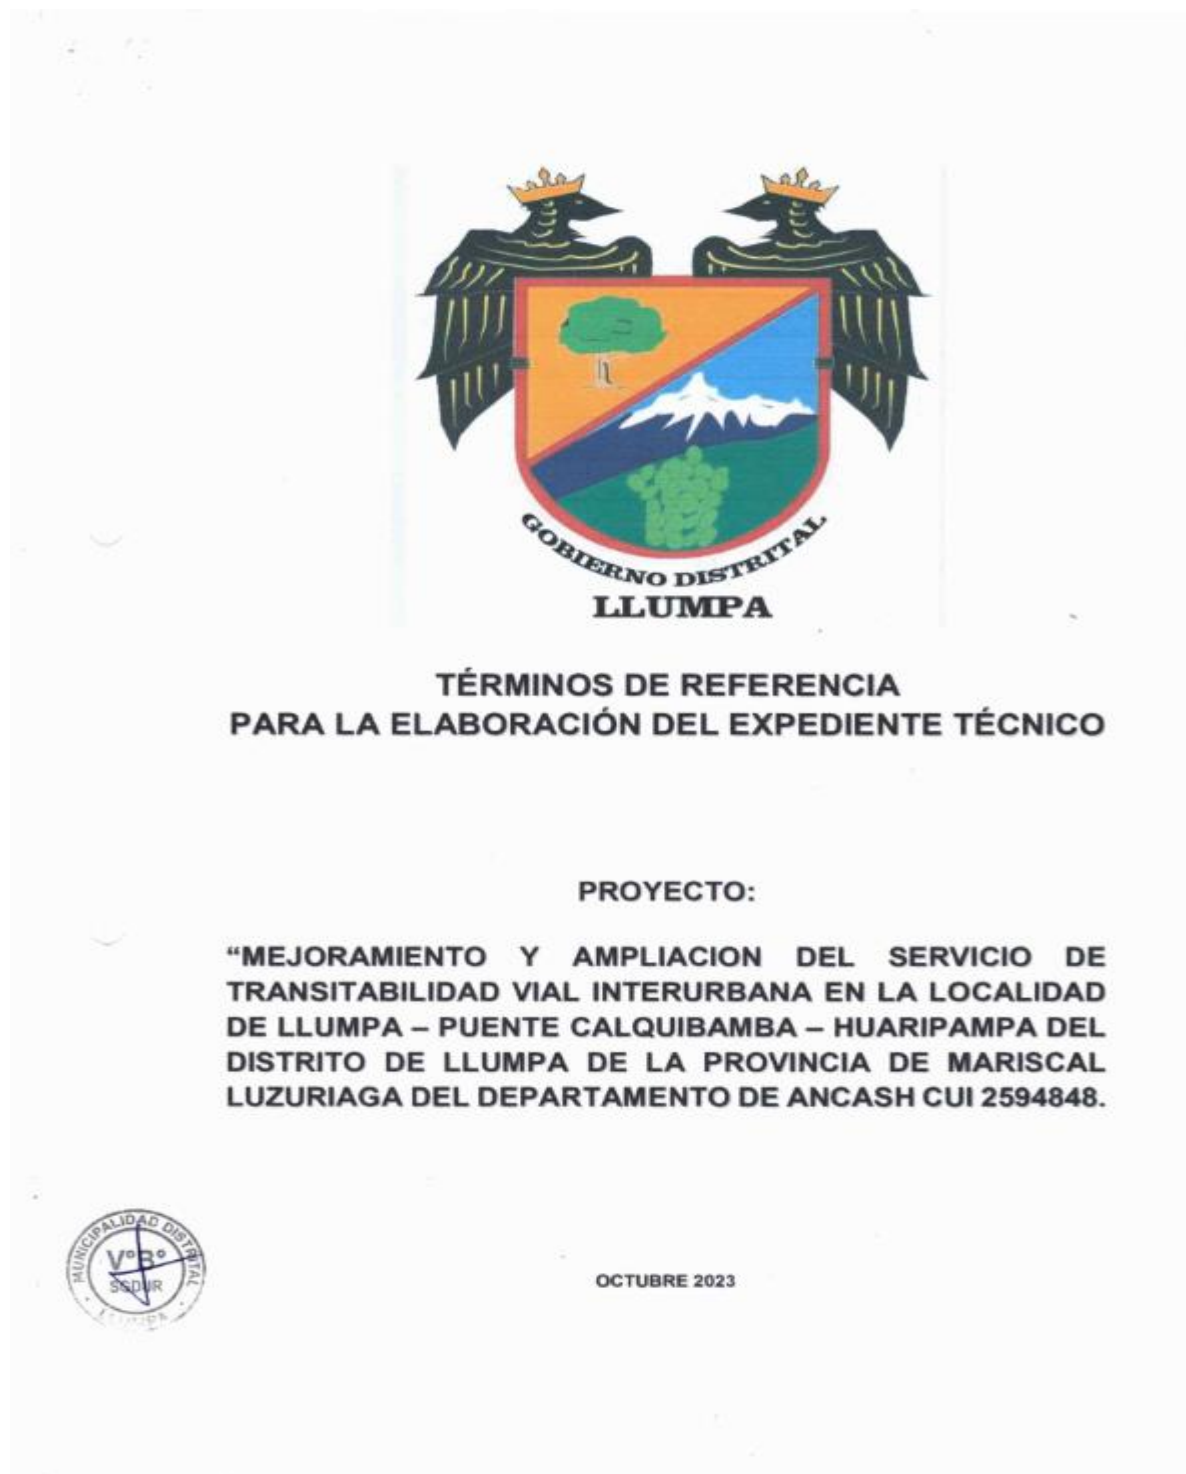 GOBIERNO DISTRITAL
LLUMPA
TÉRMINOS DE REFERENCIA
PARA LA ELABORACIÓN DEL EXPEDIENTE TÉCNICO
PROYECTO:
“MEJORAMIENTO Y AMPLIACION DEL SERVICIO DE
TRANSITABILIDAD VIAL INTERURBANA EN LA LOCALIDAD
DE LLUMPA – PUENTE CALQUIBAMBA – HUARIPAMPA DEL
DISTRITO DE LLUMPA DE LA PROVINCIA DE MARISCAL
LUZURIAGA DEL DEPARTAMENTO DE ANCASH CUI 2594848.
MUNICIPALIDAD DISTRITAL
V°B°
SGDUR
LLUMPA
OCTUBRE 2023